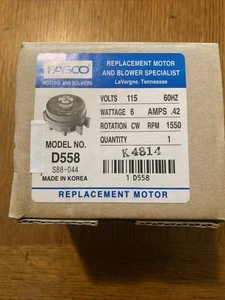 FASCO
MOTORS AND BLOWERS
REPLACEMENT MOTOR
AND BLOWER SPECIALIST
LaVergne, Tennessee
VOLTS 115 60HZ
WATTAGE 6 AMPS .42
ROTATION CW RPM 1550
QUANTITY 1
MODEL NO.
D558
S88-044
MADE IN KOREA
K4814
1 D558
REPLACEMENT MOTOR